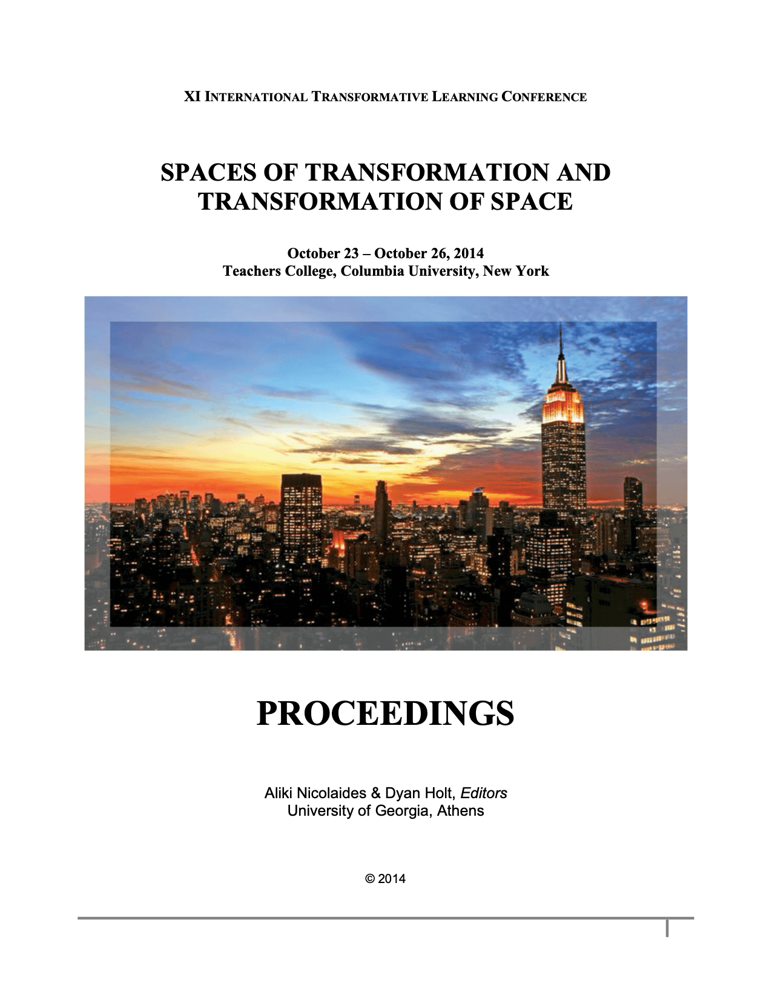 XI INTERNATIONAL TRANSFORMATIVE LEARNING CONFERENCE
SPACES OF TRANSFORMATION AND
TRANSFORMATION OF SPACE
October 23 – October 26, 2014
Teachers College, Columbia University, New York
PROCEEDINGS
Aliki Nicolaides & Dyan Holt, Editors
University of Georgia, Athens
© 2014